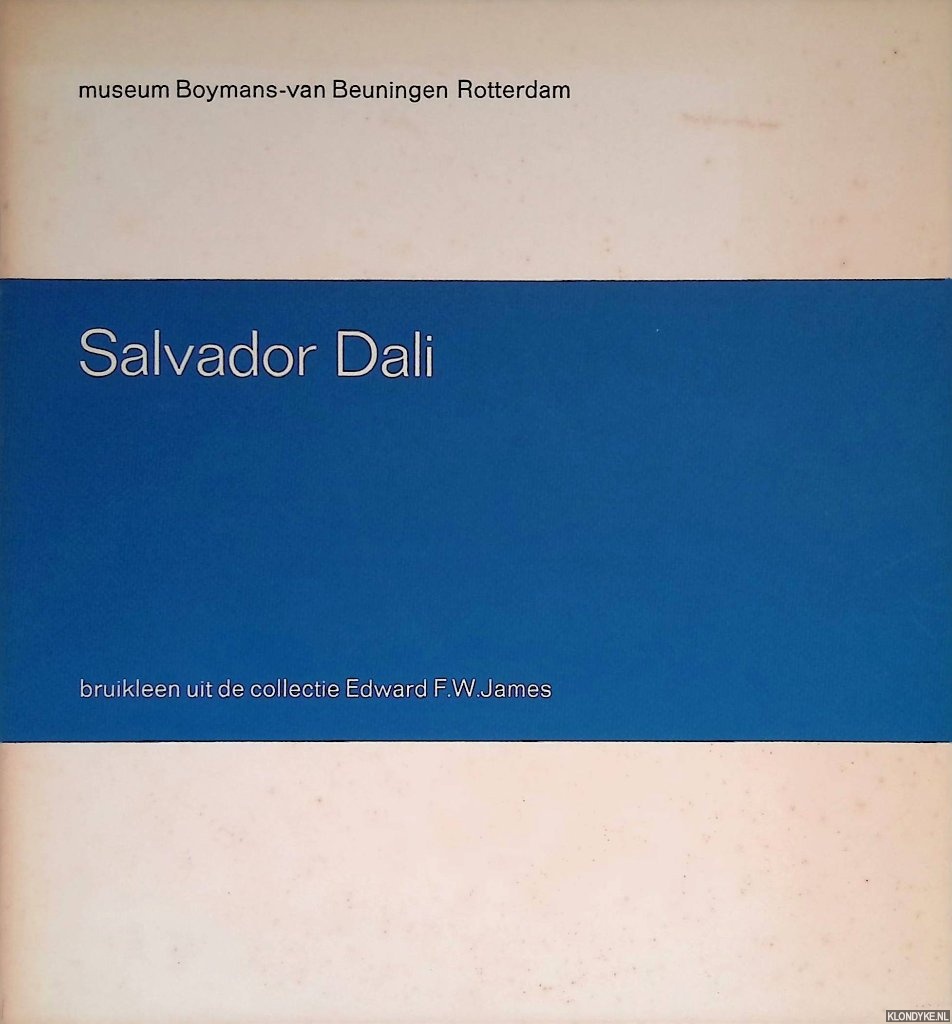 museum Boymans-van Beuningen Rotterdam
Salvador Dali
bruikleen uit de collectie Edward F.W.James
KLONDYKE.NL